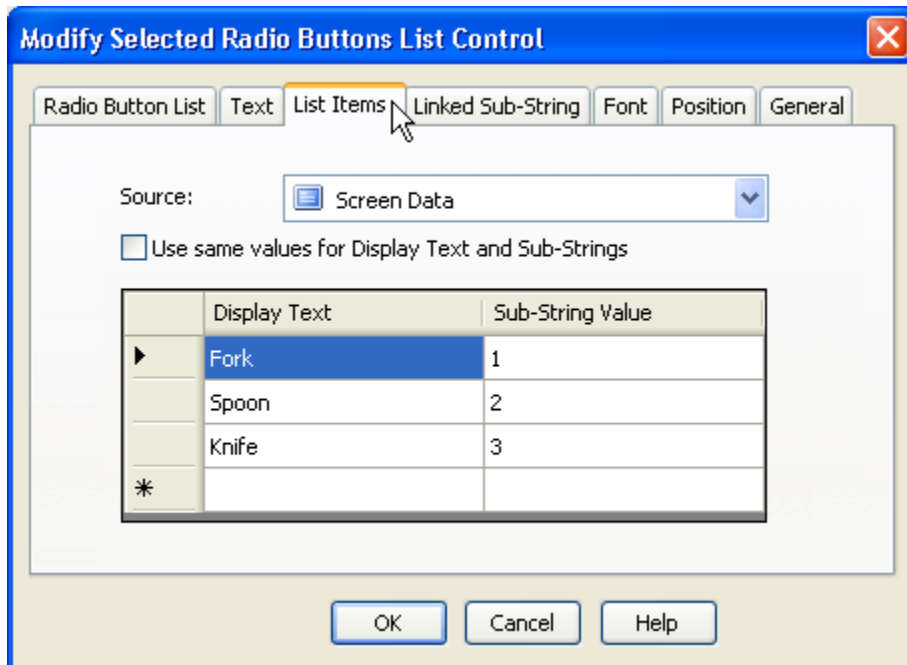 Modify Selected Radio Buttons List Control
Radio Button List Text List Items Linked Sub-String Font Position General
Source: Screen Data
Use same values for Display Text and Sub-Strings
Display Text Sub-String Value
Fork 1
Spoon 2
Knife 3
OK Cancel Help